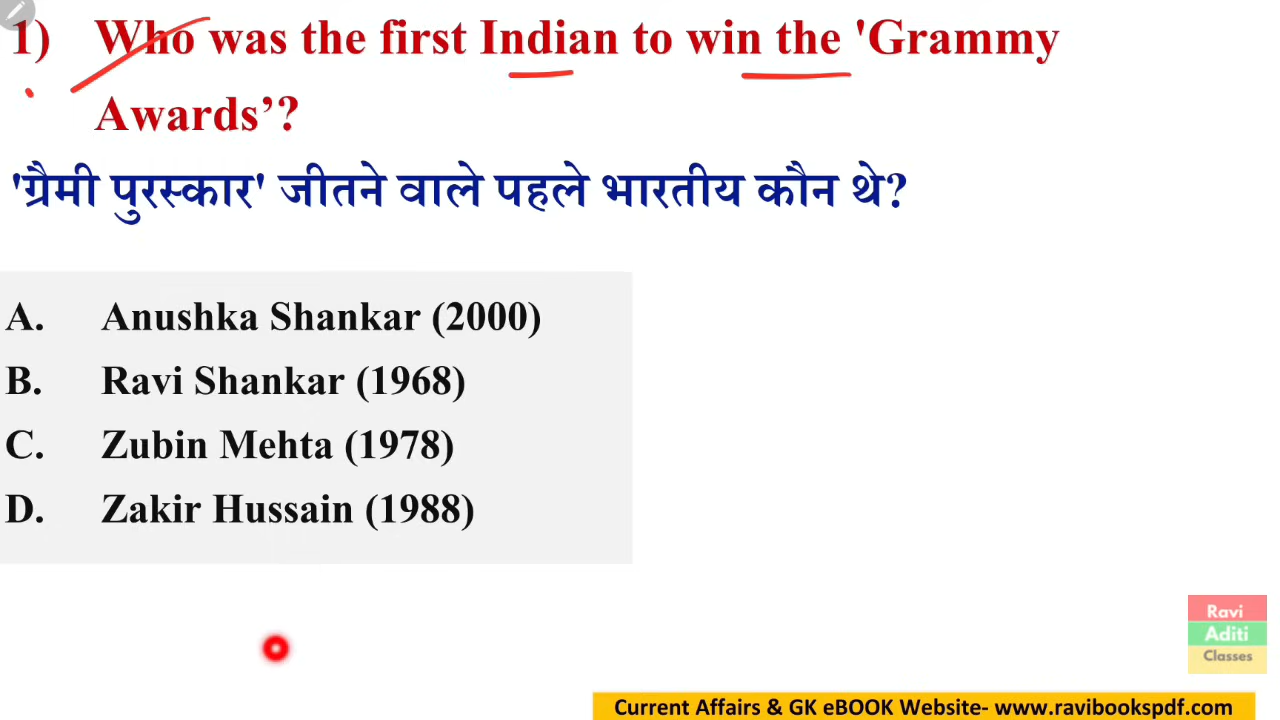 1) Who was the first Indian to win the 'Grammy
Awards’?
'ग्रैमी पुरस्कार' जीतने वाले पहले भारतीय कौन थे?
A. Anushka Shankar (2000)
B. Ravi Shankar (1968)
C. Zubin Mehta (1978)
D. Zakir Hussain (1988)
Ravi
Aditi
Classes
Current Affairs & GK eBOOK Website- www.ravibookspdf.com